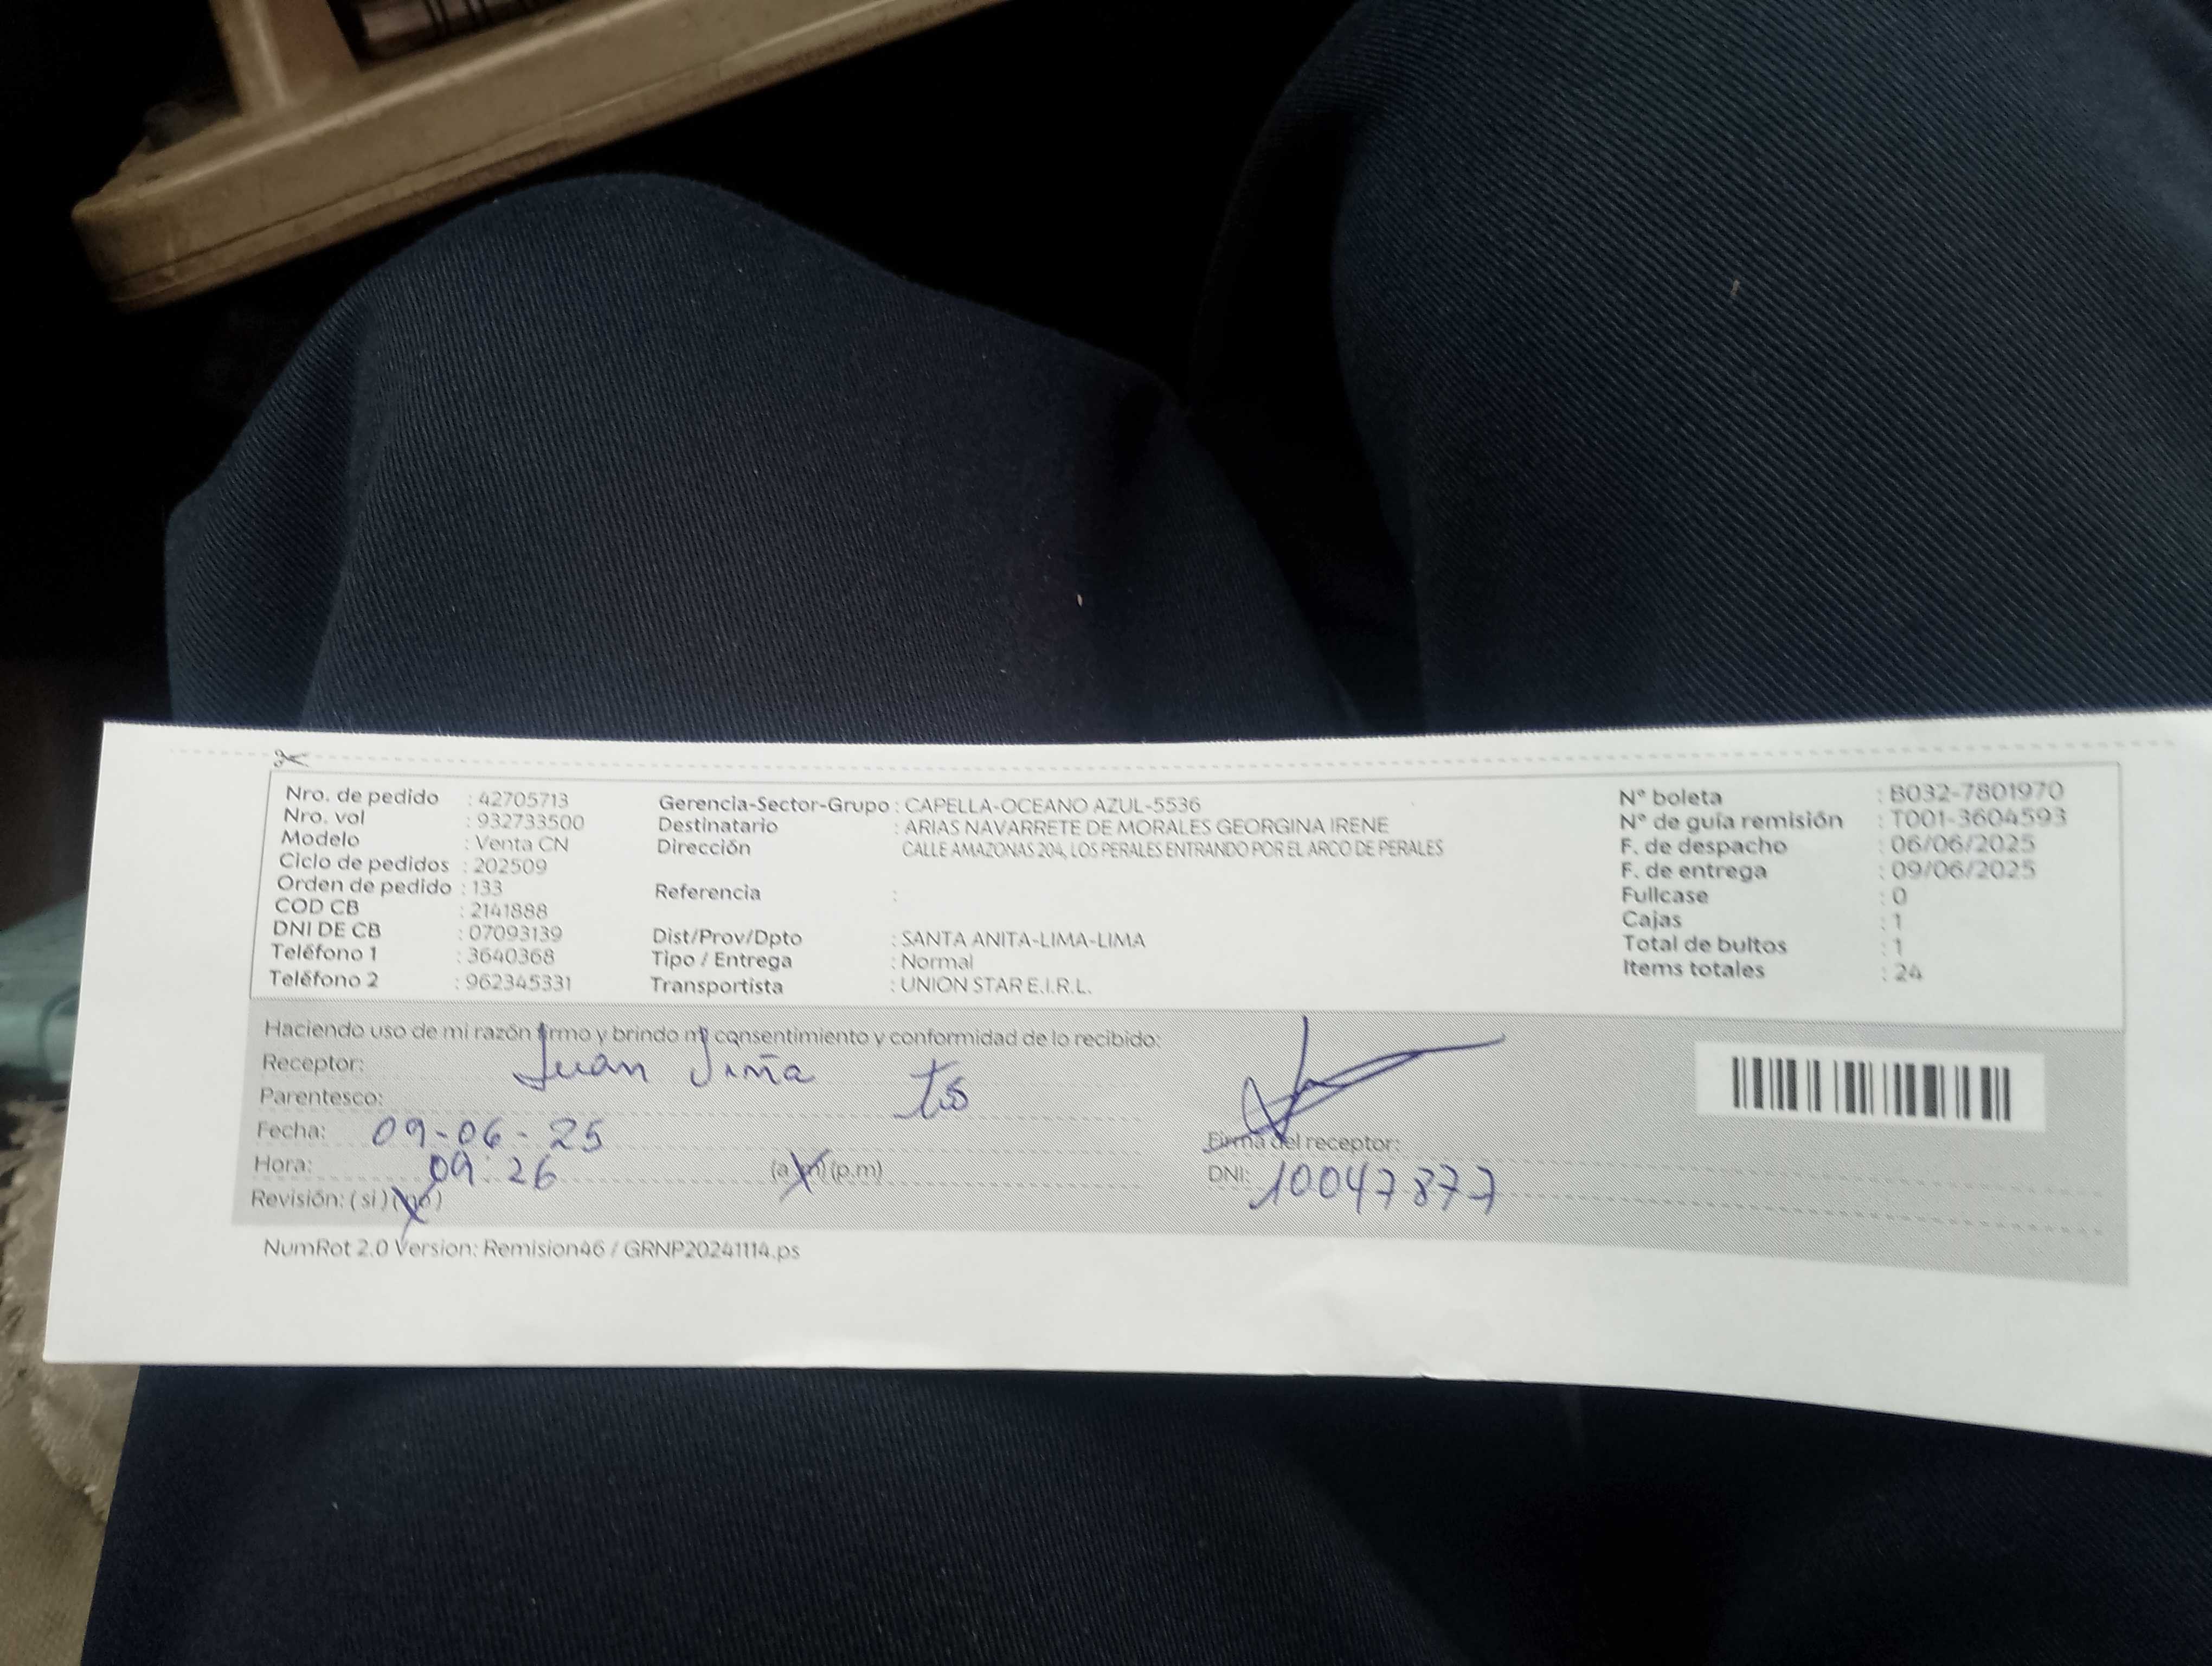 Nro. de pedido : 42705713
Nro. vol : 932733500
Modelo : Venta CN
Ciclo de pedidos : 202509
Orden de pedido : 133
COD CB : 2141888
DNI DE CB : 07093139
Teléfono 1 : 3640368
Teléfono 2 : 962345331
Gerencia-Sector-Grupo : CAPELLA-OCEANO AZUL-5536
Destinatario : ARIAS NAVARRETE DE MORALES GEORGINA IRENE
Dirección CALLE AMAZONAS 204, LOS PERALES ENTRANDO POR EL ARCO DE PERALES
Referencia :
Dist/Prov/Dpto : SANTA ANITA-LIMA-LIMA
Tipo / Entrega : Normal
Transportista : UNION STAR E.I.R.L.
N° boleta : B032-7801970
N° de guía remisión : T001-3604593
F. de despacho : 06/06/2025
F. de entrega : 09/06/2025
Fullcase : 0
Cajas : 1
Total de bultos : 1
Items totales : 24
Haciendo uso de mi razón firmo y brindo mi consentimiento y conformidad de lo recibido:
Receptor: Juan
Parentesco:
Fecha: 09-06-25
Hora: 09:26 (a.m) (p.m)
Revisión: (si) (no)
Firma del receptor:
DNI: 10047877
NumRot 2.0 Version: Remision46 / GRNP20241114.ps